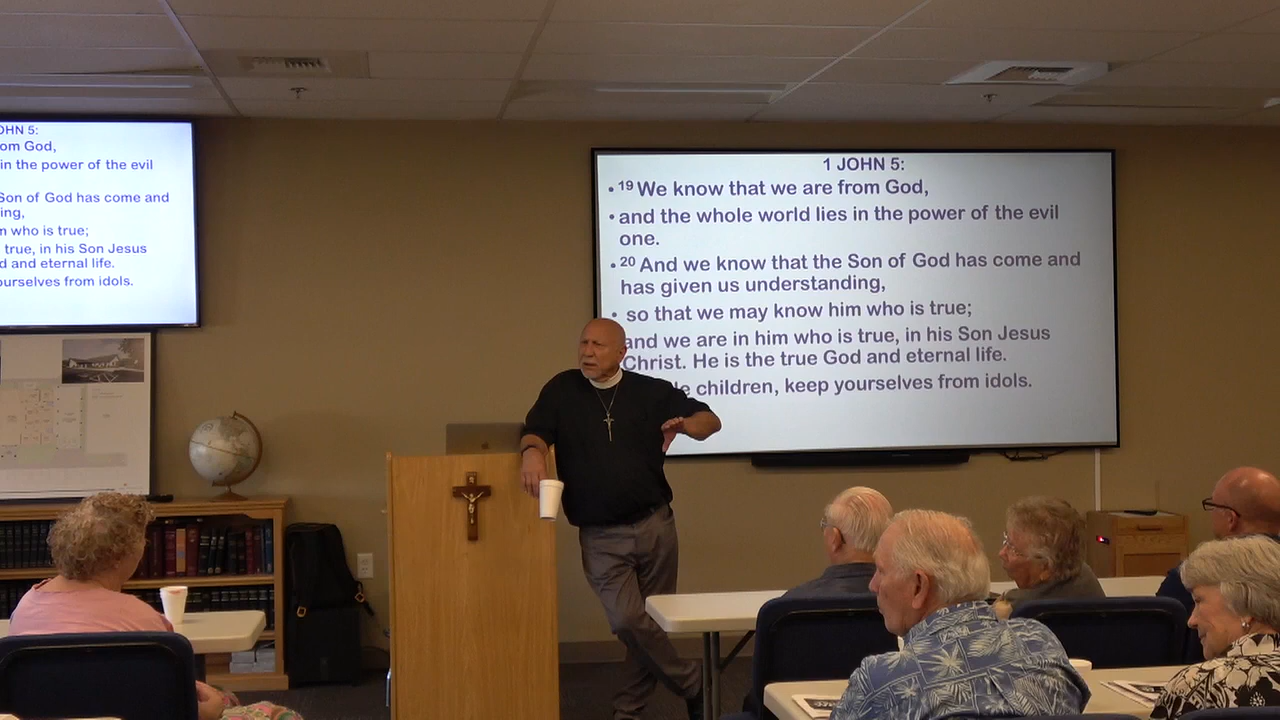 OHN 5:
om God,
in the power of the evil
Son of God has come and
ing,
m who is true;
true, in his Son Jesus
d and eternal life.
ourselves from idols.
1 JOHN 5:
• 19 We know that we are from God,
• and the whole world lies in the power of the evil
one.
• 20 And we know that the Son of God has come and
has given us understanding,
• so that we may know him who is true;
and we are in him who is true, in his Son Jesus
Christ. He is the true God and eternal life.
le children, keep yourselves from idols.